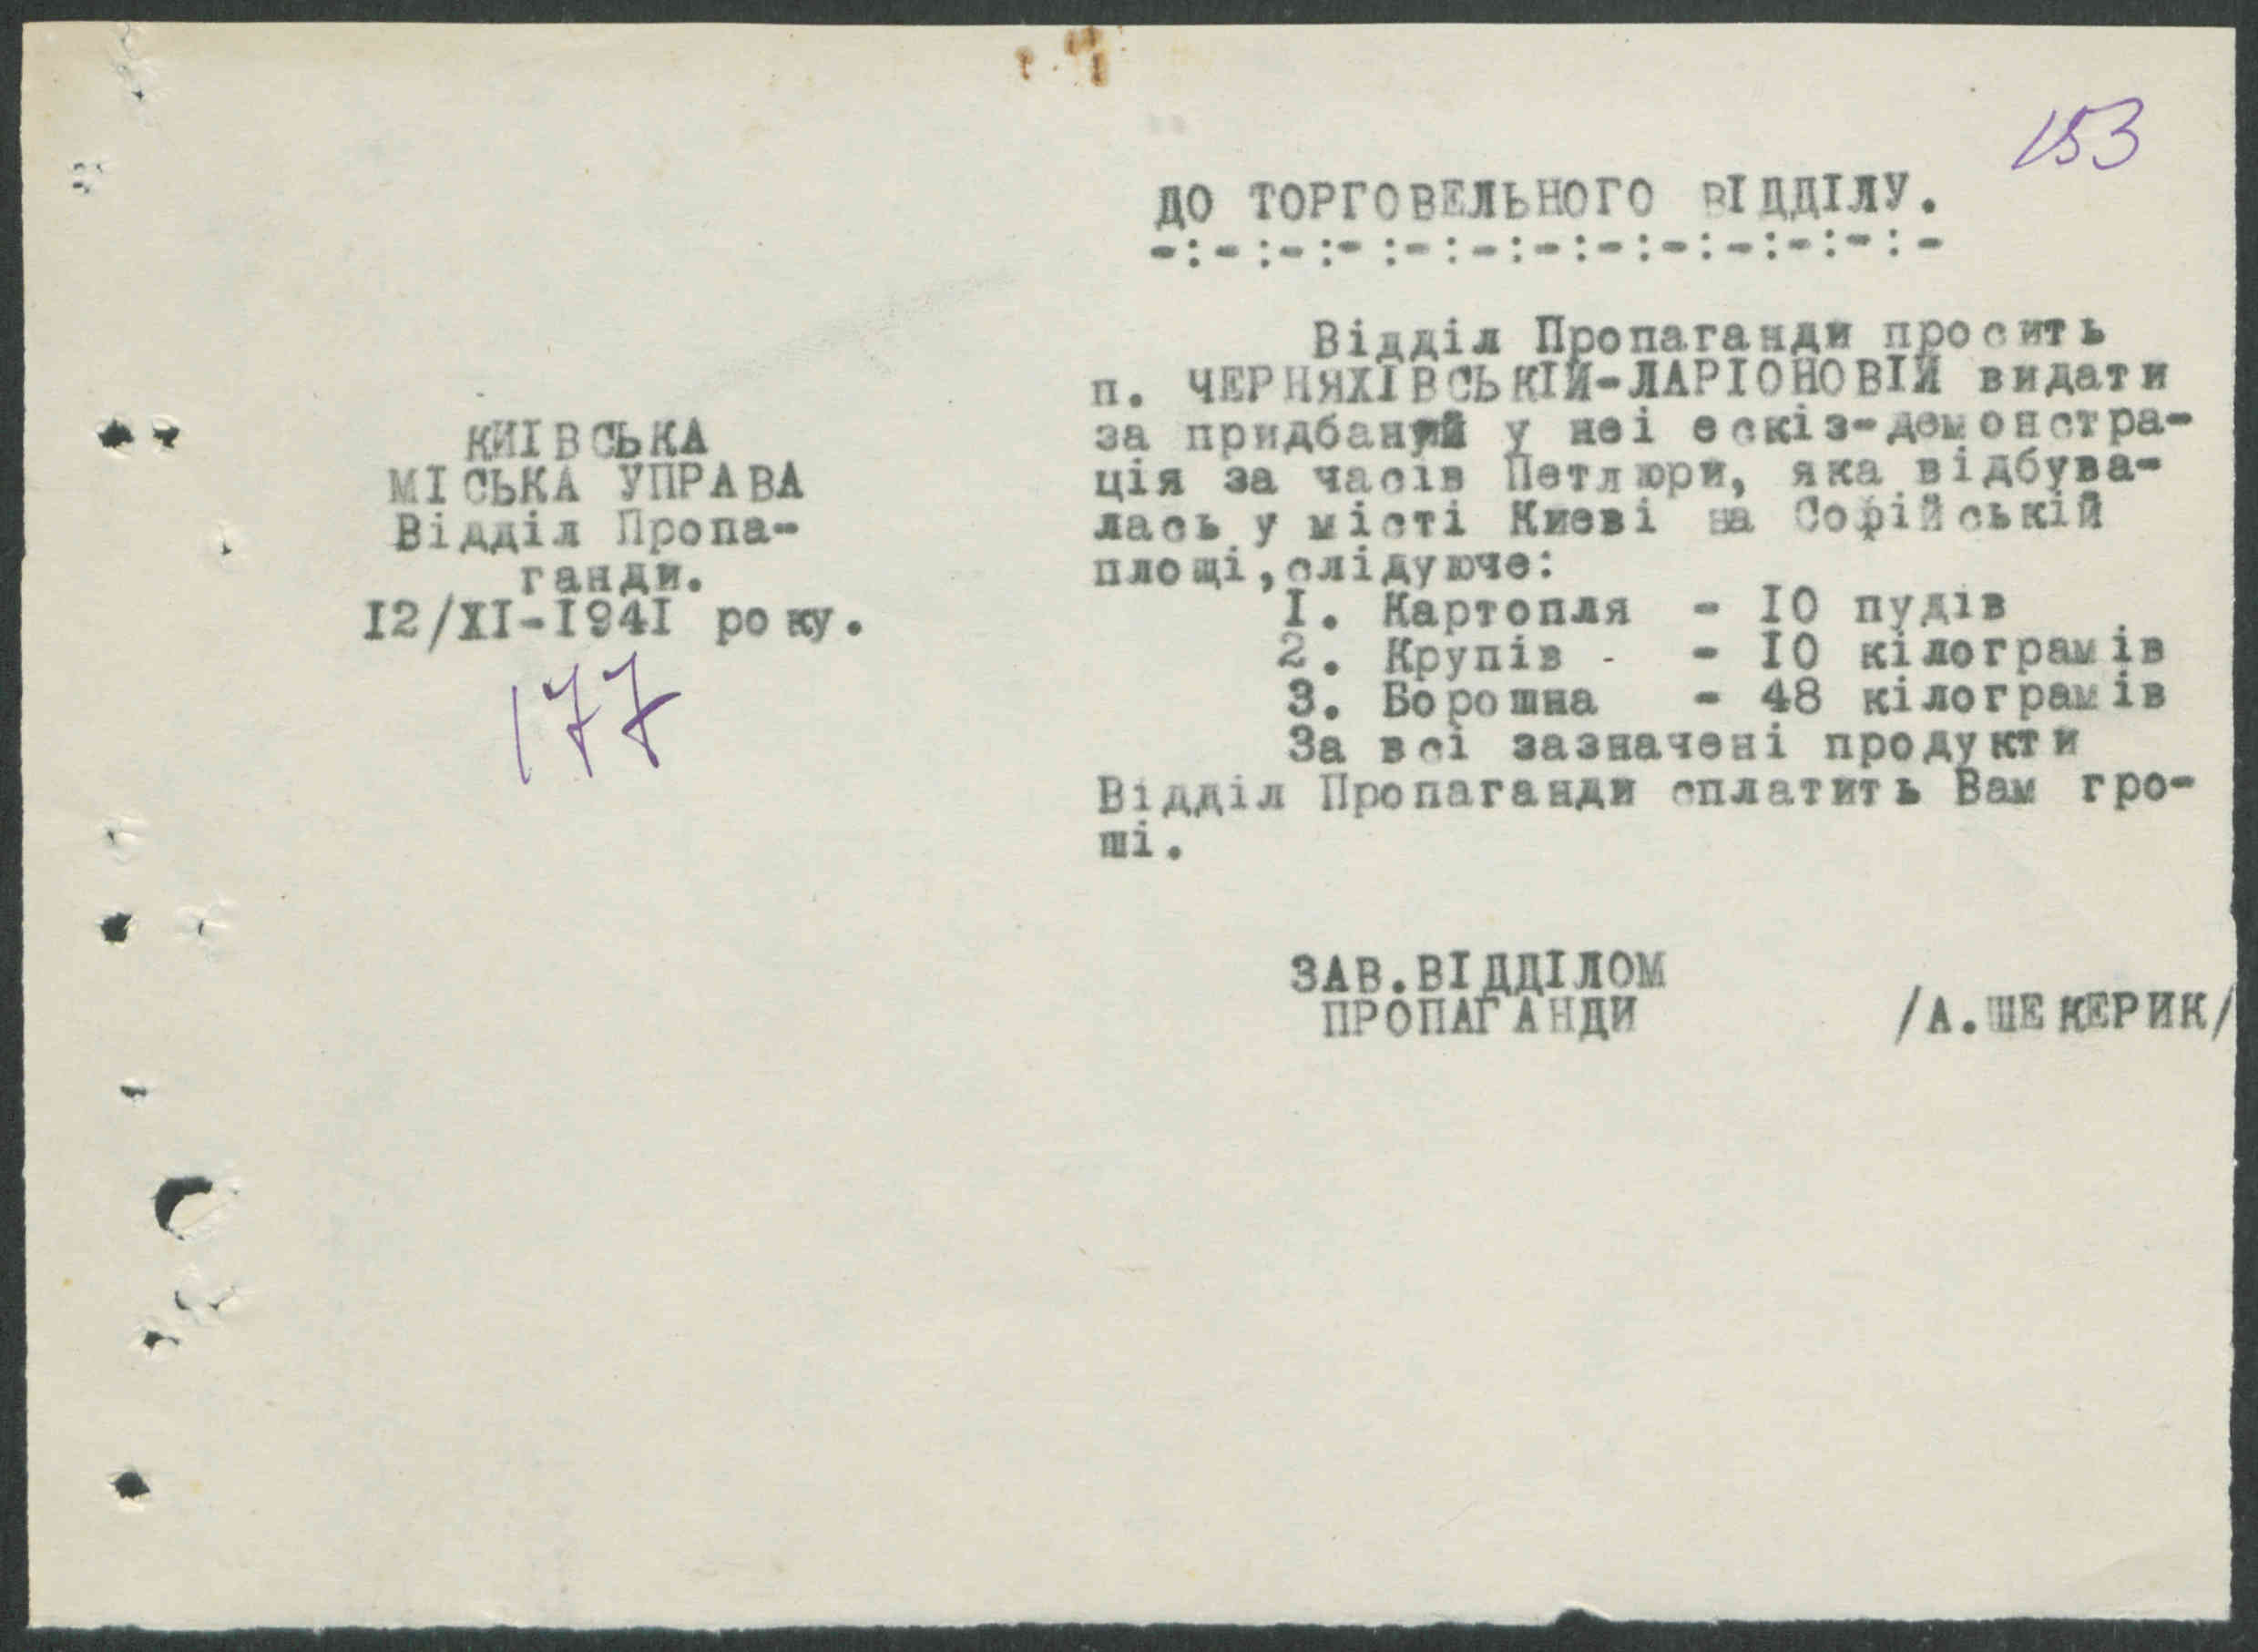 153
ДО ТОРГОВЕЛЬНОГО ВІДДІЛУ.
-:-:-:-:-:-:-:-:-:-:-:-:-
КИІВСЬКА
МІСЬКА УПРАВА
Відділ Пропа-
ганди.
12/XI-1941 року.
177
Відділ Пропаганди просить
п. ЧЕРНЯХІВСЬКІЙ-ЛАРІОНОВІЙ видати
за придбаний у неі ескіз-демонстра-
ція за часів Петлюри, яка відбува-
лась у місті Києві на Софійській
площі,слідуюче:
1. Картопля - 10 пудів
2. Крупів - 10 кілограмів
3. Борошна - 48 кілограмів
За всі зазначені продукти
Відділ Пропаганди сплатить Вам гро-
ші.
ЗАВ.ВІДДІЛОМ
ПРОПАГАНДИ /А.ШЕКЕРИК/